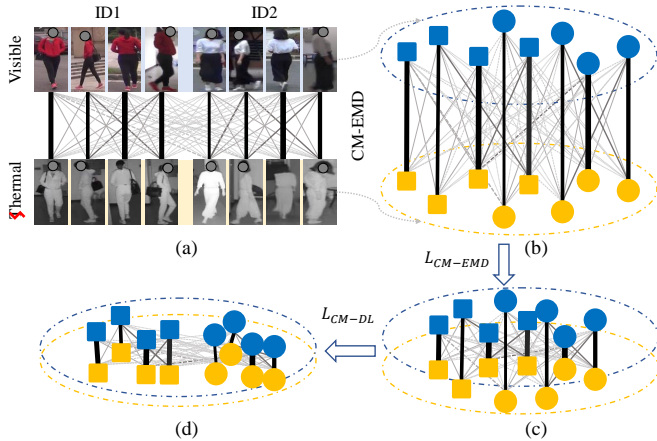 ID1 ID2
Visible
Thermal
CM-EMD
(a)
(b)
L_{CM-EMD}
L_{CM-DL}
(d)
(c)